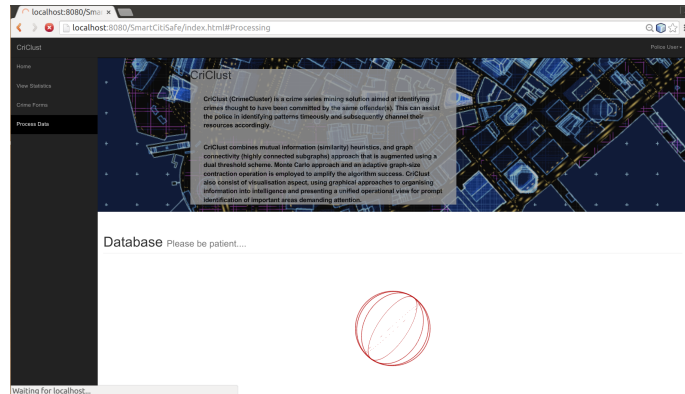 localhost:8080/Sma
localhost:8080/SmartCitiSafe/index.html#Processing
CriClust
Police User
Home
View Statistics
Crime Forms
Process Data
CriClust
CriClust (CrimeCluster) is a crime series mining solution aimed at identifying
crimes thought to have been committed by the same offender(s). This can assist
the police in identifying patterns timeously and subsequently channel their
resources accordingly.
CriClust combines mutual information (similarity) heuristics, and graph
connectivity (highly connected subgraphs) approach that is augmented using a
dual threshold scheme. Monte Carlo approach and an adaptive graph-size
contraction operation is employed to amplify the algorithm success. CriClust
also consist of visualisation aspect, using graphical approaches to organising
information into intelligence and presenting a unified operational view for prompt
identification of important areas demanding attention.
Database Please be patient....
Waiting for localhost...